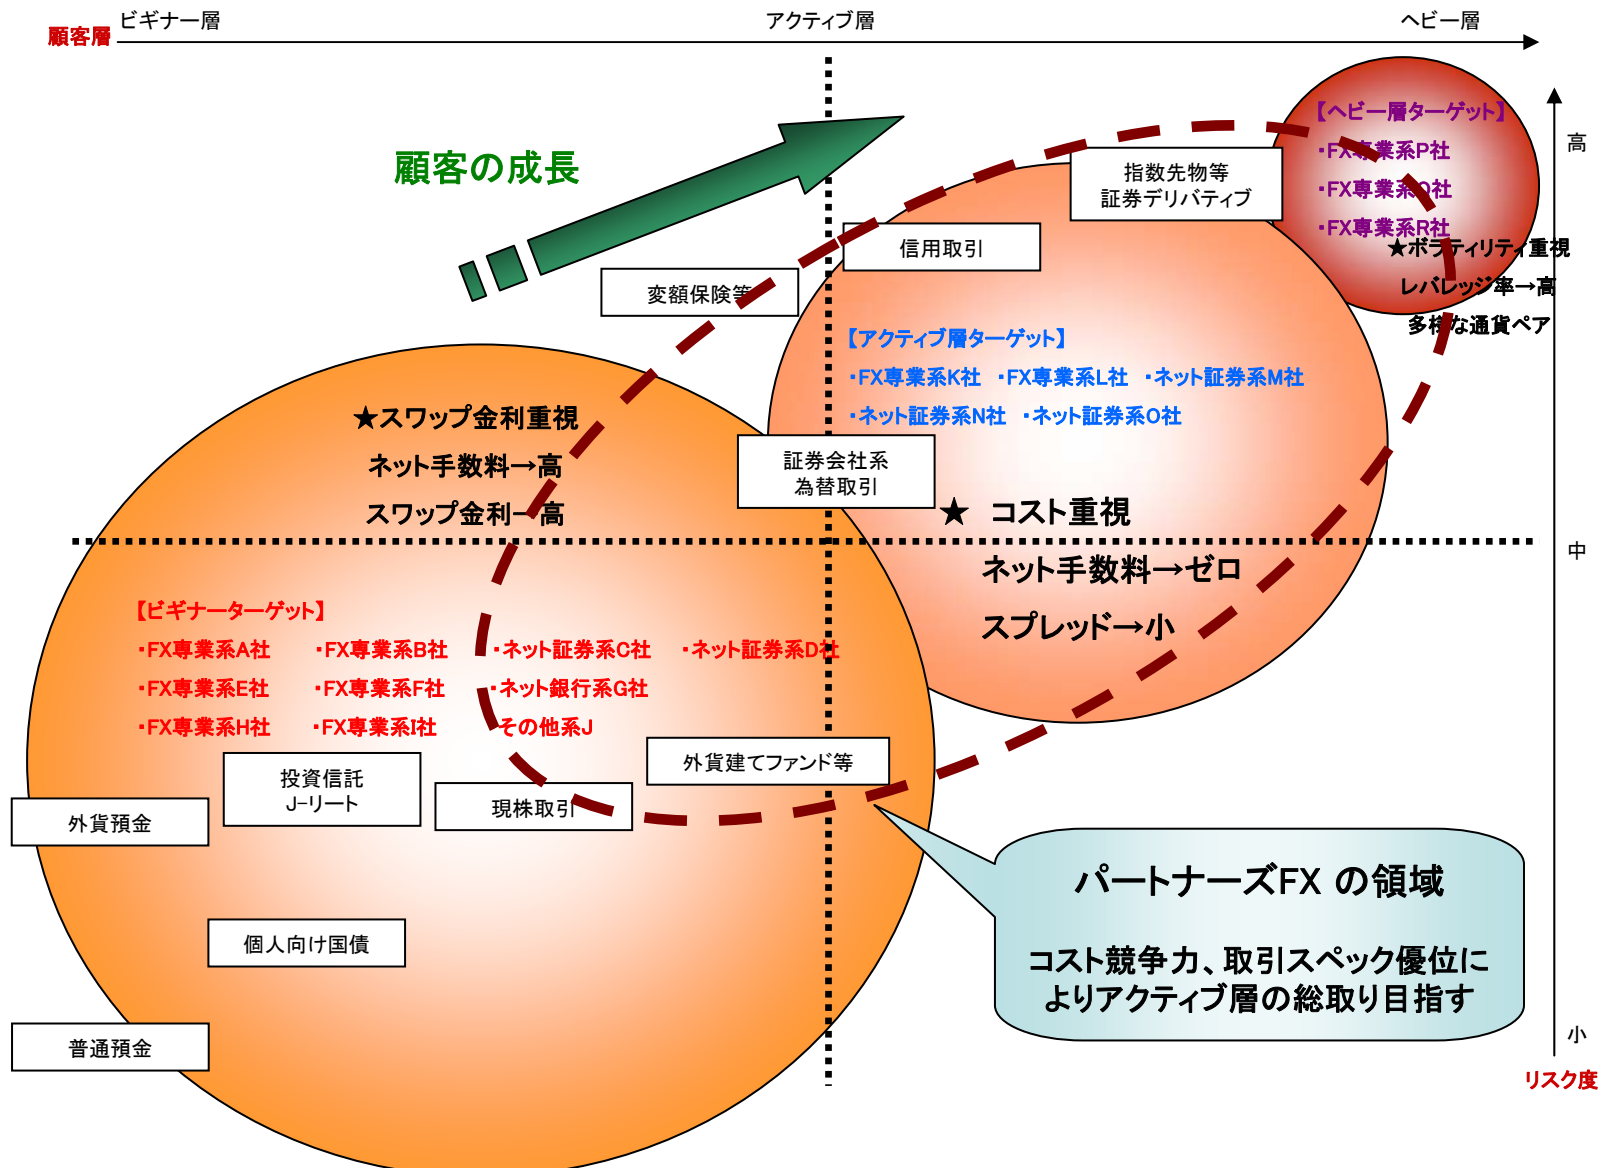 顧客層
ビギナー層
アクティブ層
ヘビー層
高
中
小
リスク度
顧客の成長
【ヘビー層ターゲット】
・FX専業系P社
・FX専業系Q社
・FX専業系R社
★ボラティリティ重視
レバレッジ率→高
多様な通貨ペア
指数先物等
証券デリバティブ
信用取引
変額保険等
【アクティブ層ターゲット】
・FX専業系K社 ・FX専業系L社 ・ネット証券系M社
・ネット証券系N社 ・ネット証券系O社
★スワップ金利重視
ネット手数料→高
スワップ金利→高
証券会社系
為替取引
★ コスト重視
ネット手数料→ゼロ
スプレッド→小
【ビギナーターゲット】
・FX専業系A社 ・FX専業系B社 ・ネット証券系C社 ・ネット証券系D社
・FX専業系E社 ・FX専業系F社 ・ネット銀行系G社
・FX専業系H社 ・FX専業系I社 ・その他系J
外貨建てファンド等
投資信託
J-リート
現株取引
外貨預金
個人向け国債
普通預金
パートナーズFX の領域
コスト競争力、取引スペック優位に
よりアクティブ層の総取り目指す